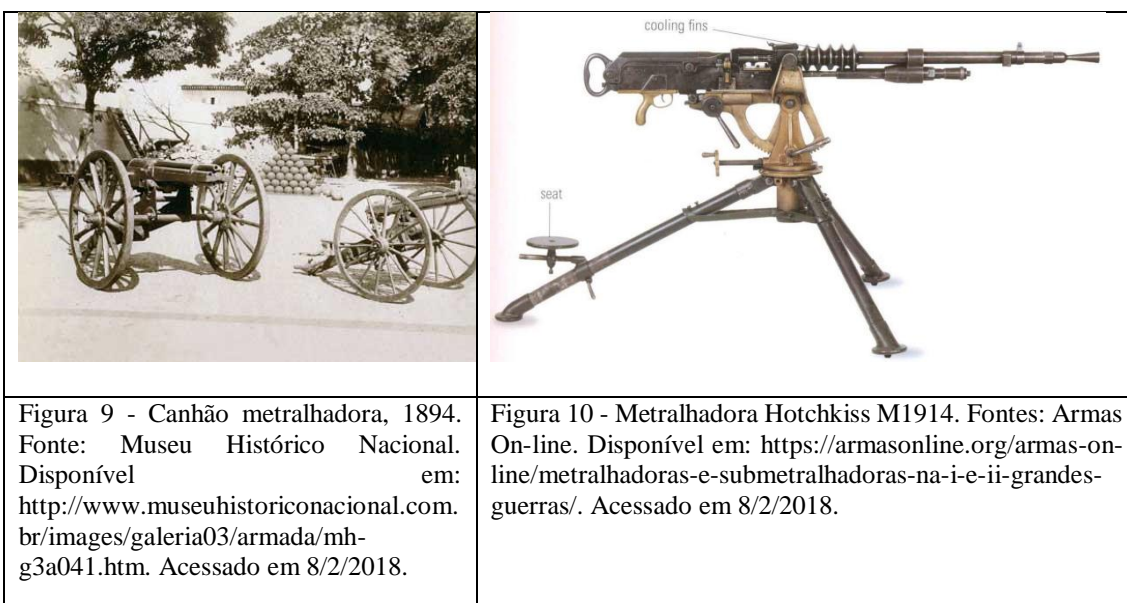 cooling fins
seat
Figura 9 - Canhão metralhadora, 1894.
Fonte: Museu Histórico Nacional.
Disponível em:
http://www.museuhistoriconacional.com.
br/images/galeria03/armada/mh-
g3a041.htm. Acessado em 8/2/2018.
Figura 10 - Metralhadora Hotchkiss M1914. Fontes: Armas
On-line. Disponível em: https://armasonline.org/armas-on-
line/metralhadoras-e-submetralhadoras-na-i-e-ii-grandes-
guerras/. Acessado em 8/2/2018.